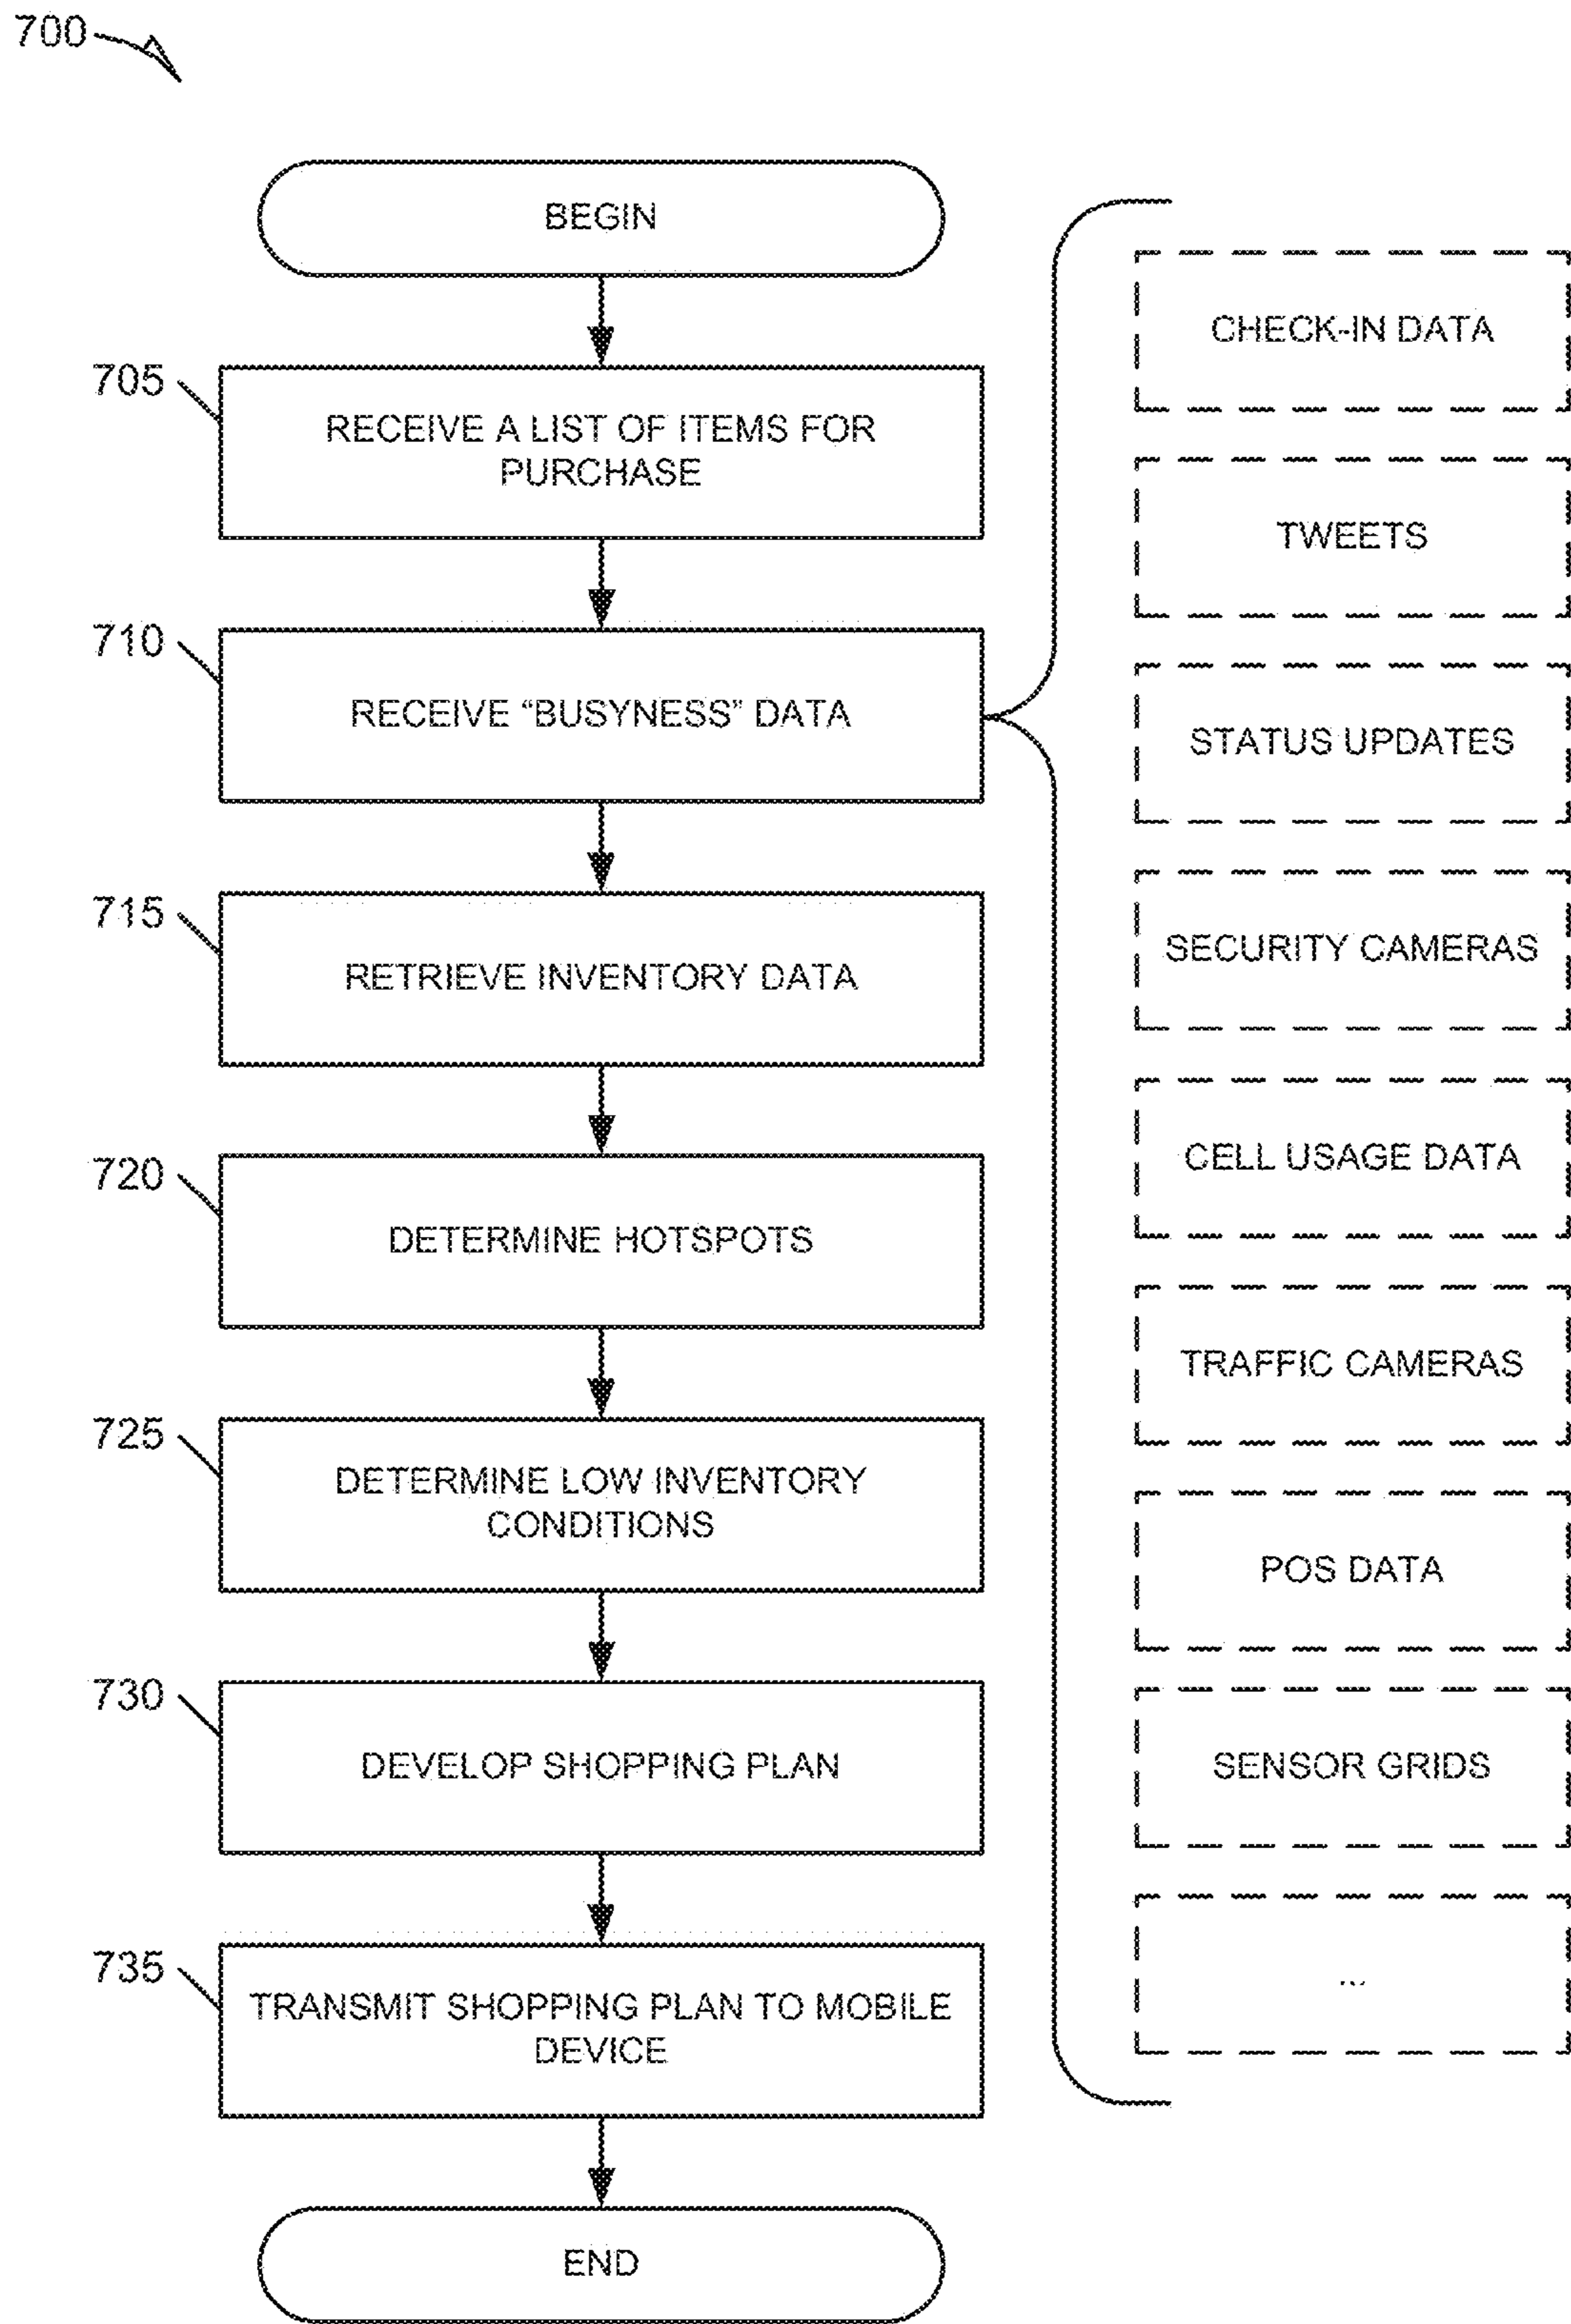 700
BEGIN
705
RECEIVE A LIST OF ITEMS FOR
PURCHASE
710
RECEIVE “BUSYNESS” DATA
715
RETRIEVE INVENTORY DATA
720
DETERMINE HOTSPOTS
725
DETERMINE LOW INVENTORY
CONDITIONS
730
DEVELOP SHOPPING PLAN
735
TRANSMIT SHOPPING PLAN TO MOBILE
DEVICE
END
CHECK-IN DATA
TWEETS
STATUS UPDATES
SECURITY CAMERAS
CELL USAGE DATA
TRAFFIC CAMERAS
POS DATA
SENSOR GRIDS
...